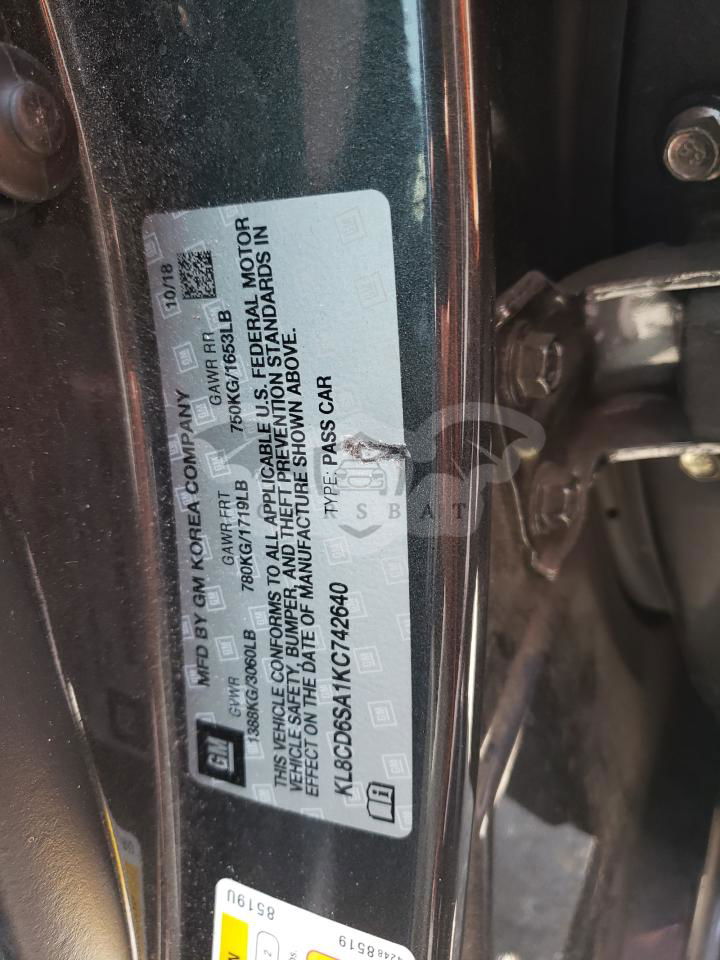 MFD BY GM KOREA COMPANY 10/18
GVWR GAWR FRT GAWR RR
1388KG/3060LB 780KG/1719LB 750KG/1653LB
THIS VEHICLE CONFORMS TO ALL APPLICABLE U.S. FEDERAL MOTOR
VEHICLE SAFETY, BUMPER, AND THEFT PREVENTION STANDARDS IN
EFFECT ON THE DATE OF MANUFACTURE SHOWN ABOVE.
KL8CD6SA1KC742640 TYPE: PASS CAR
GM
8519U
42488519